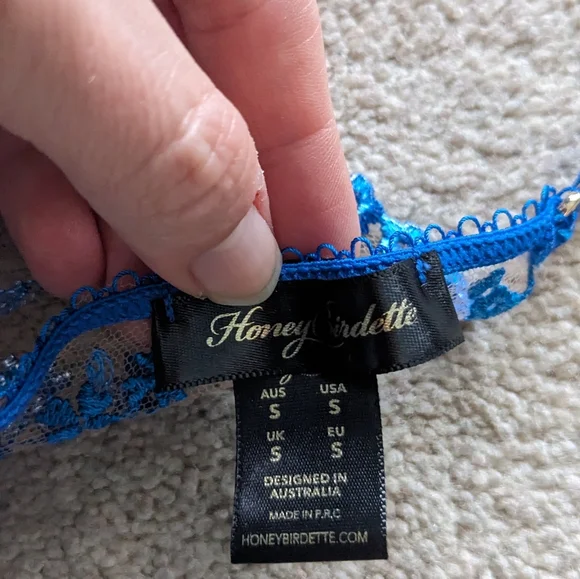 Honey Birdette
AUS USA
S S
UK EU
S S
DESIGNED IN
AUSTRALIA
MADE IN P.R.C
HONEYBIRDETTE.COM